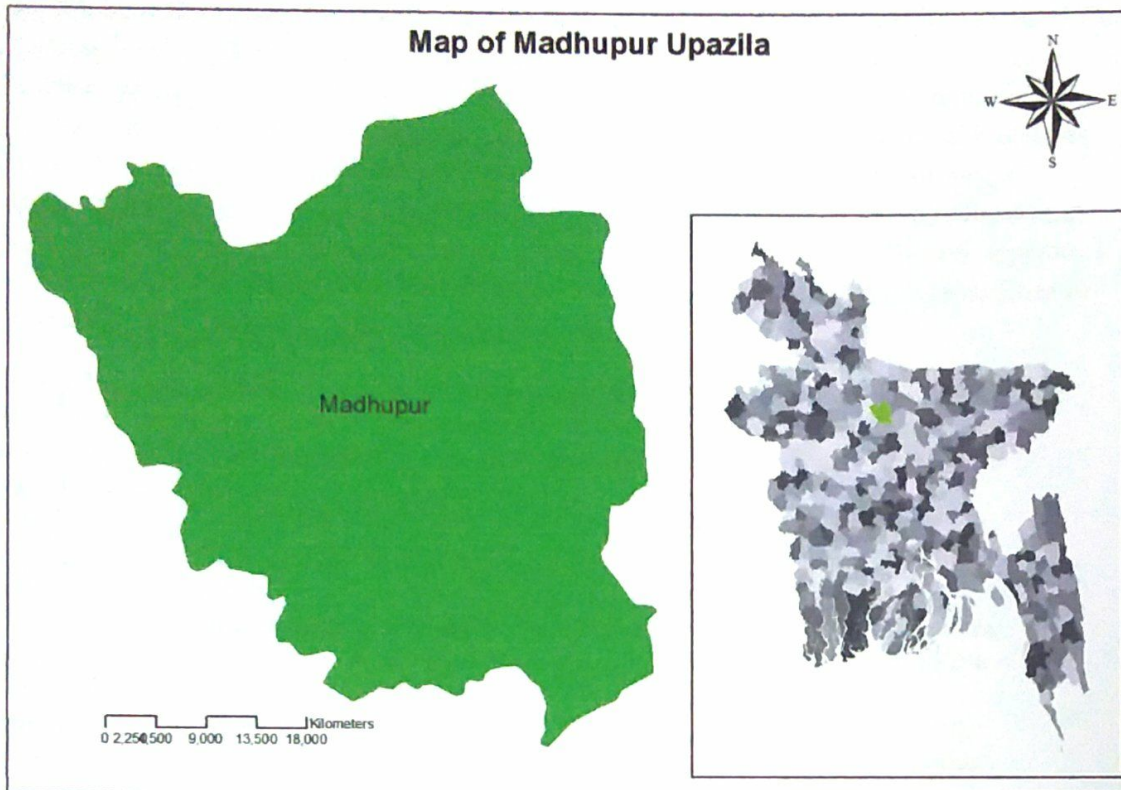 Map of Madhupur Upazila
N
W E
S
Madhupur
Kilometers
0 2,250 4,500 9,000 13,500 18,000